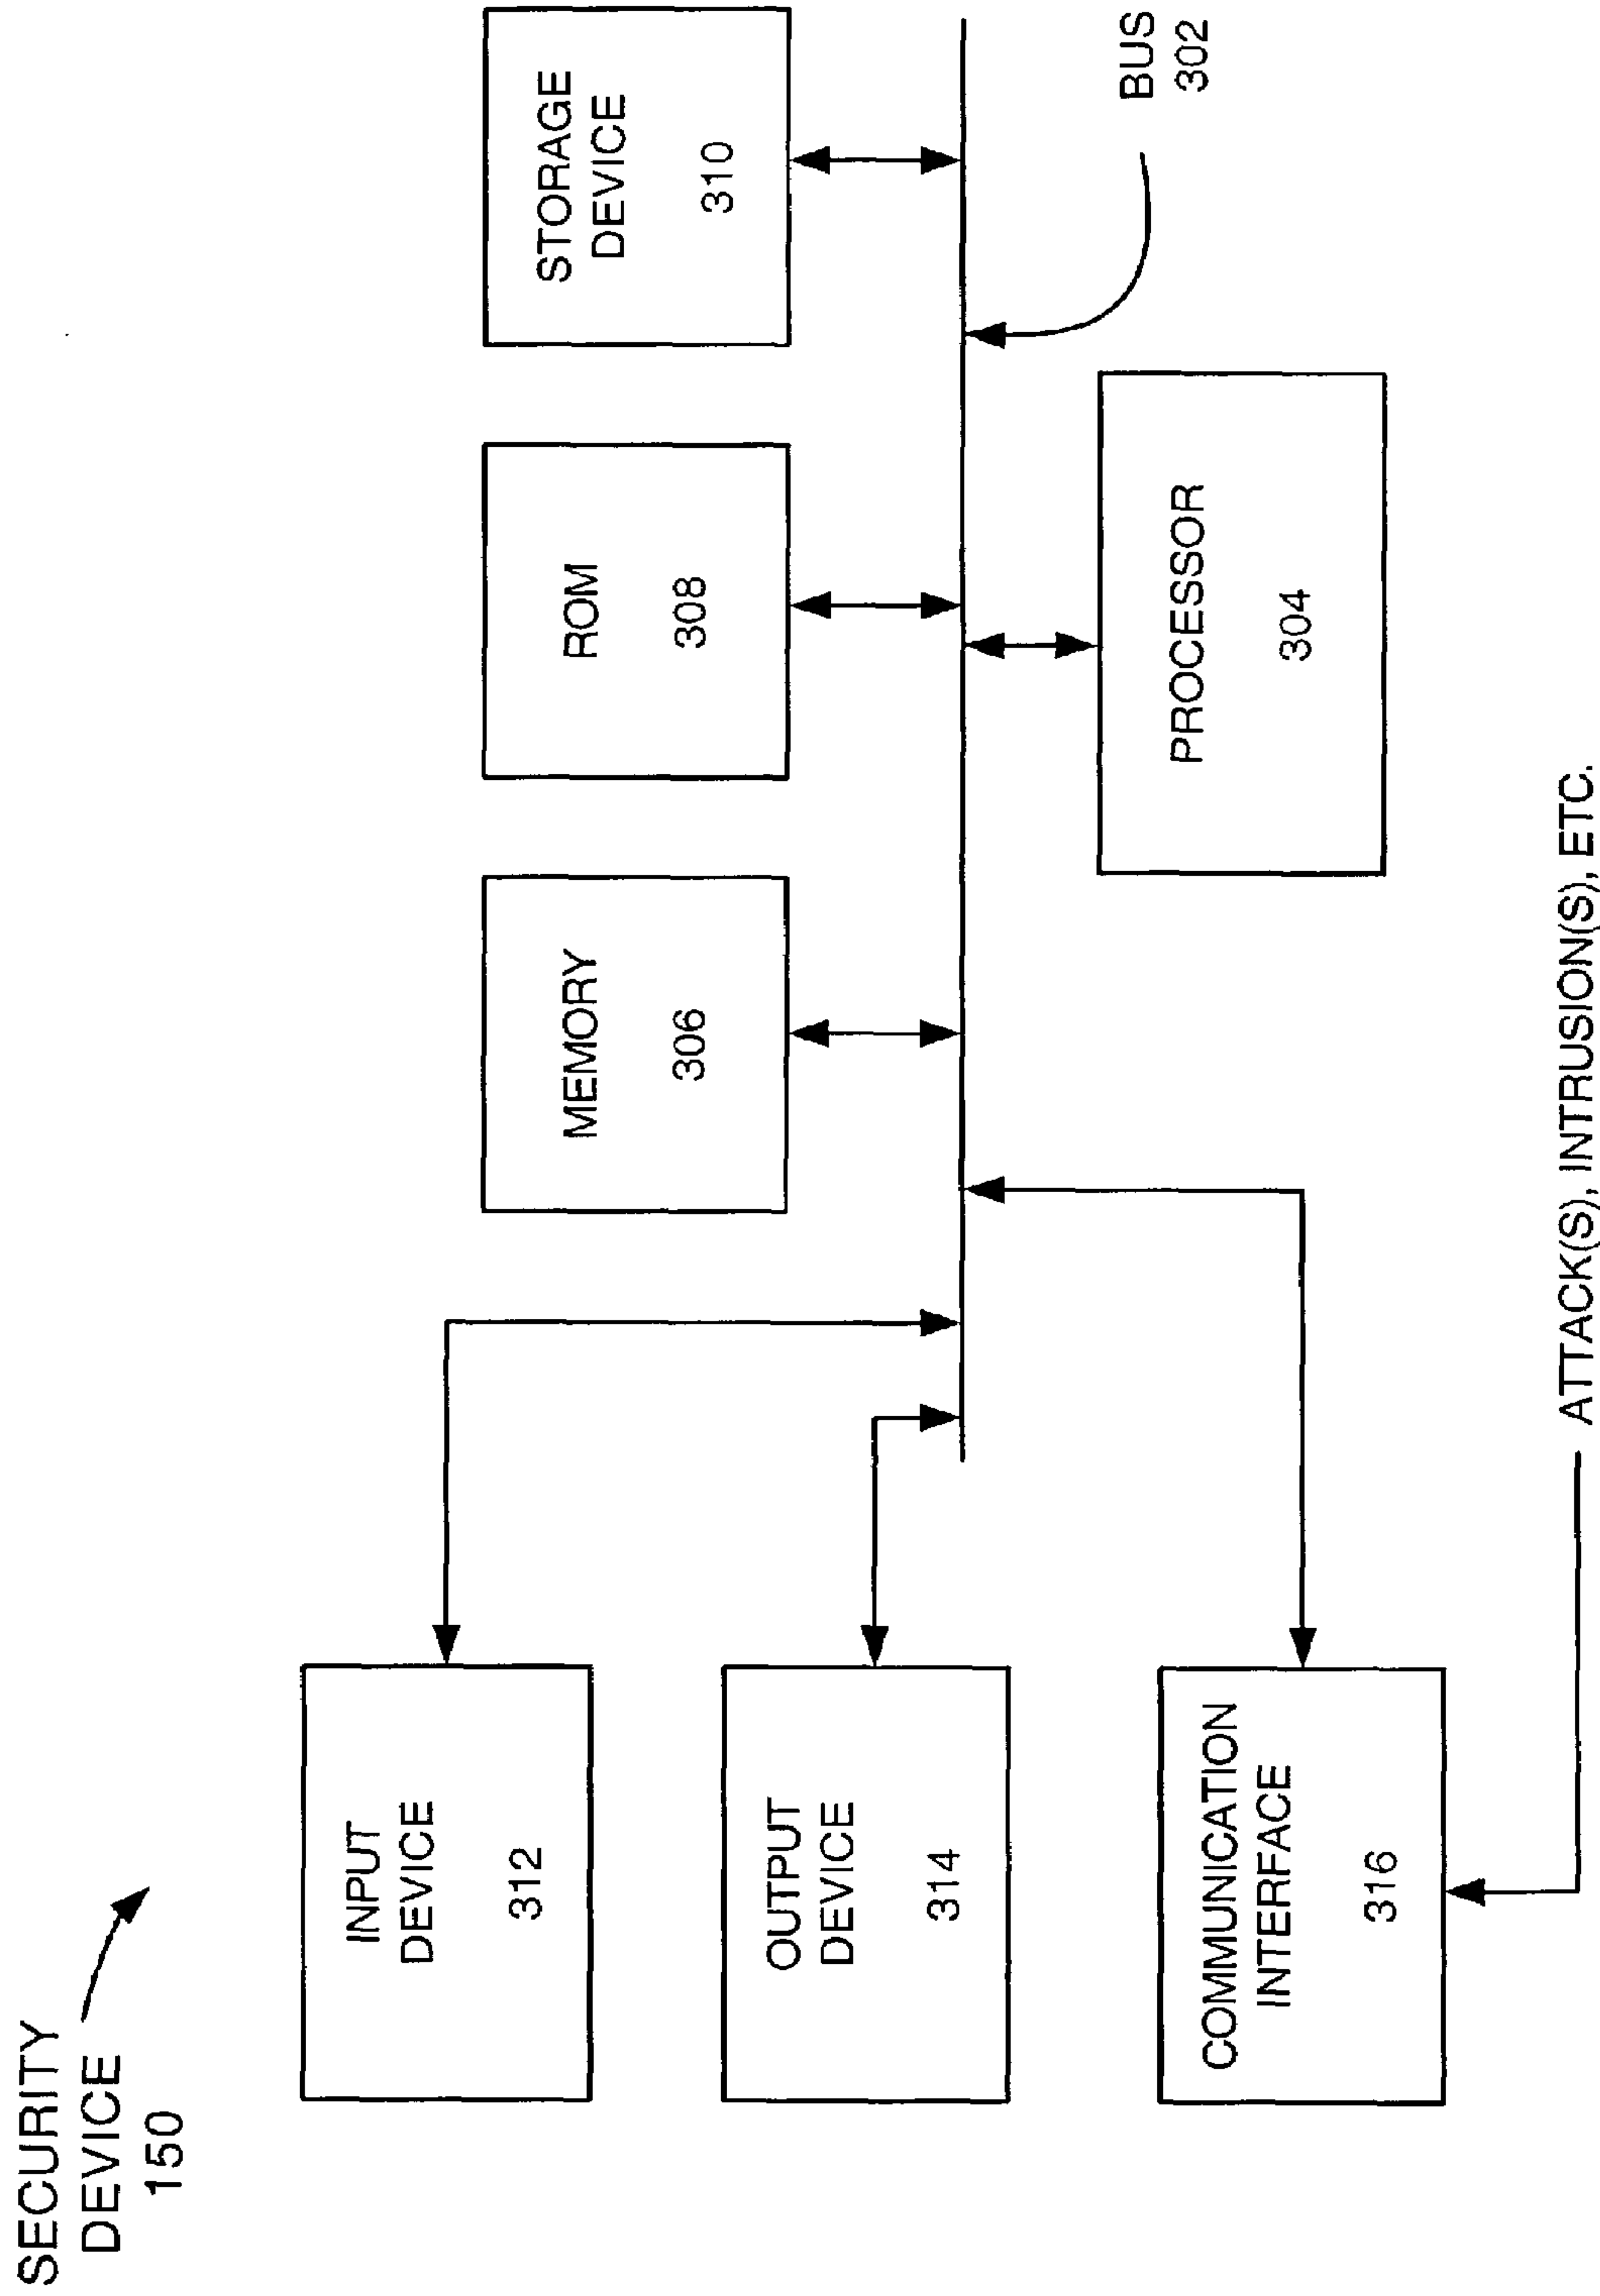 SECURITY
DEVICE
150
INPUT
DEVICE
312
OUTPUT
DEVICE
314
COMMUNICATION
INTERFACE
316
MEMORY
306
ROM
308
STORAGE
DEVICE
310
PROCESSOR
304
BUS
302
ATTACK(S), INTRUSION(S), ETC.